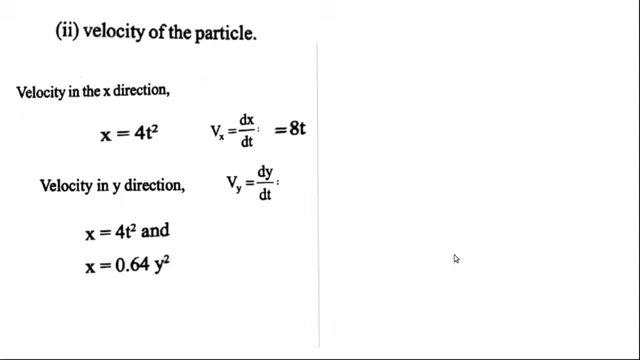 (ii) velocity of the particle.
Velocity in the x direction,
x = 4t² Vₓ = dx/dt = 8t
Velocity in y direction, Vᵧ = dy/dt
x = 4t² and
x = 0.64 y²